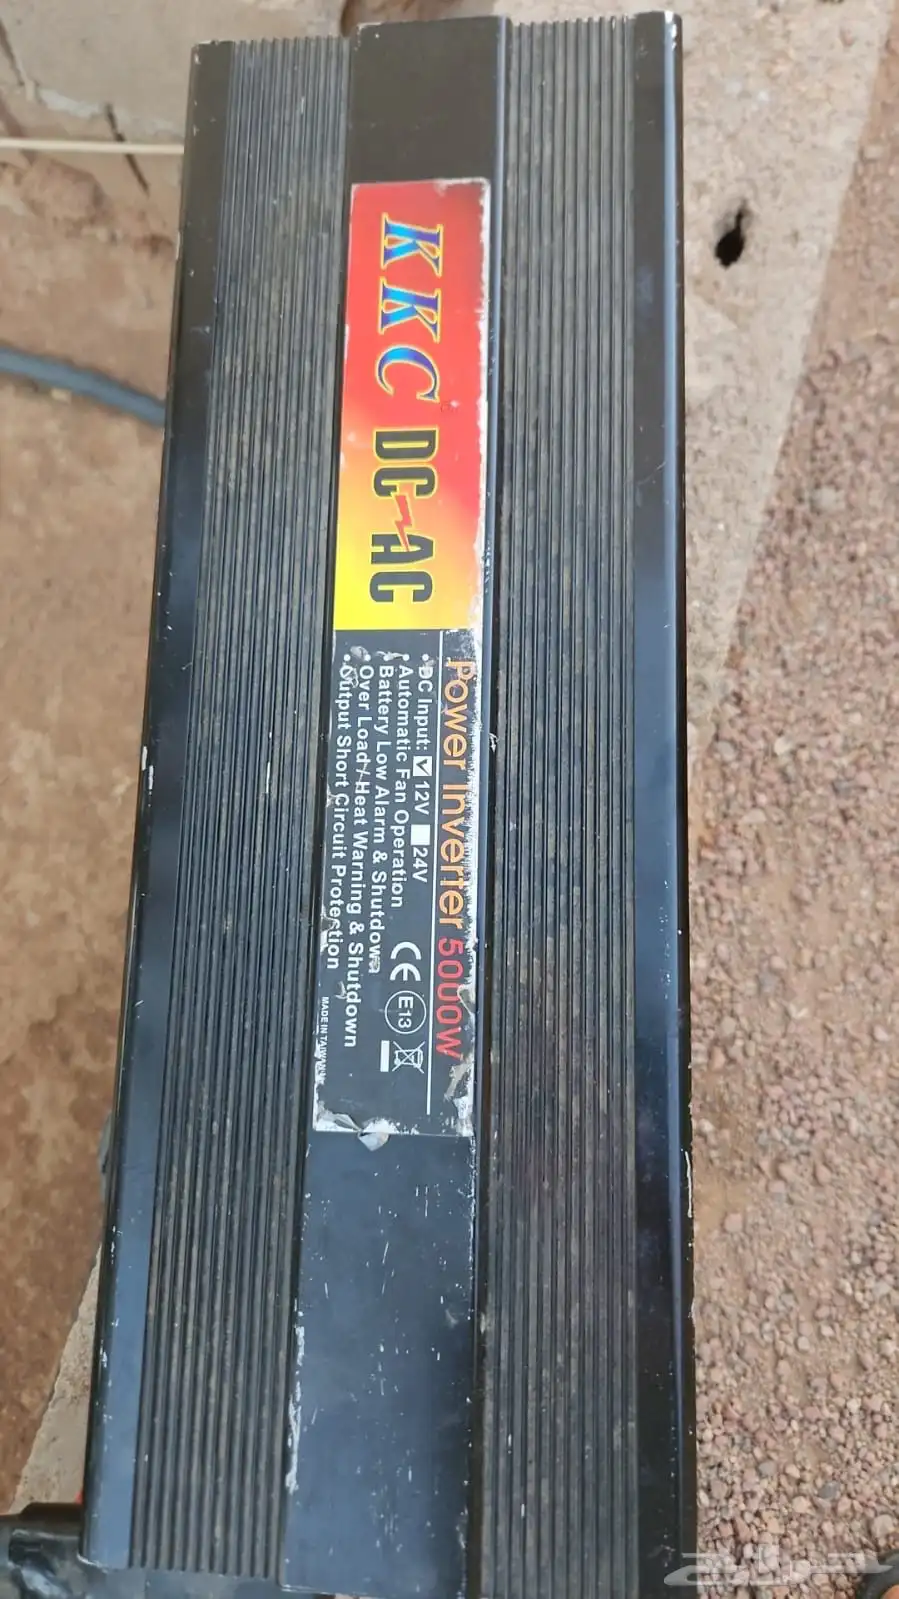 KKC
DC AC
Power Inverter 5000W
• DC Input: ☑ 12V ☐ 24V
• Automatic Fan Operation
• Battery Low Alarm & Shutdown
• Over Load / Heat Warning & Shutdown
• Output Short Circuit Protection
CE E13
MADE IN TAIWAN
حراج